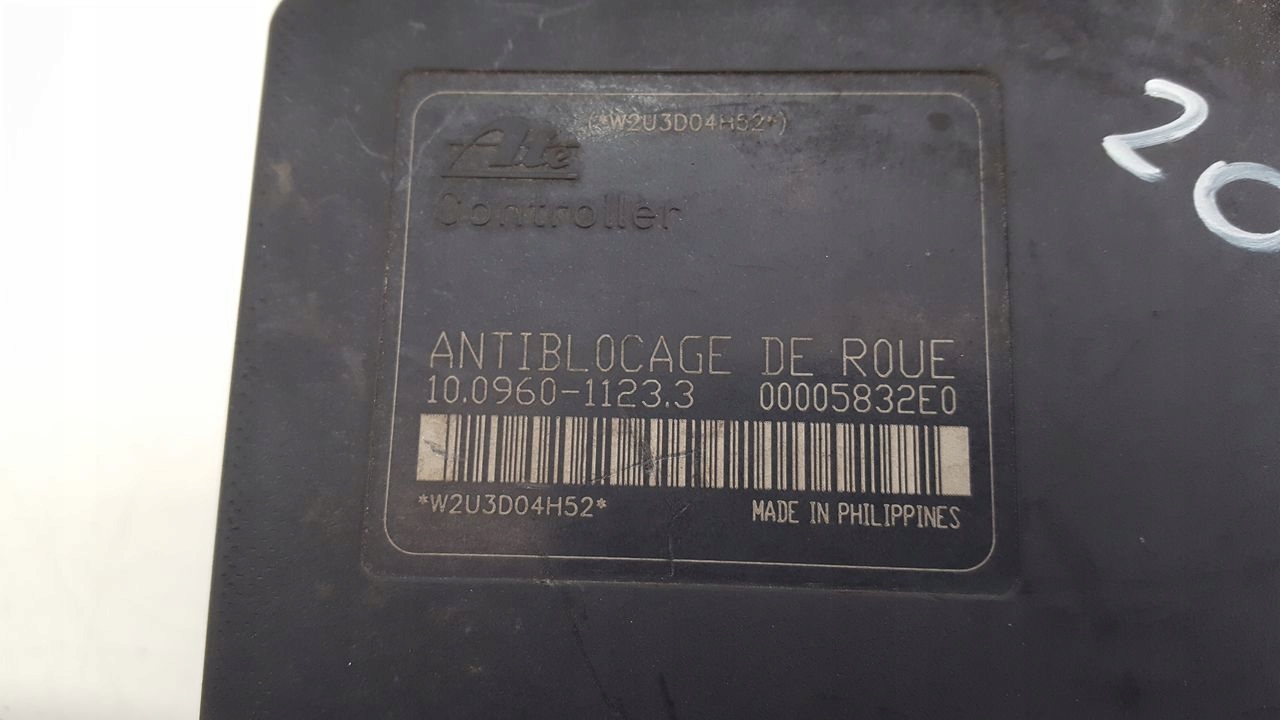 (*W2U3D04H52*)
Ate
Controller
ANTIBLOCAGE DE ROUE
10.0960-1123.3 00005832E0
*W2U3D04H52* MADE IN PHILIPPINES
20